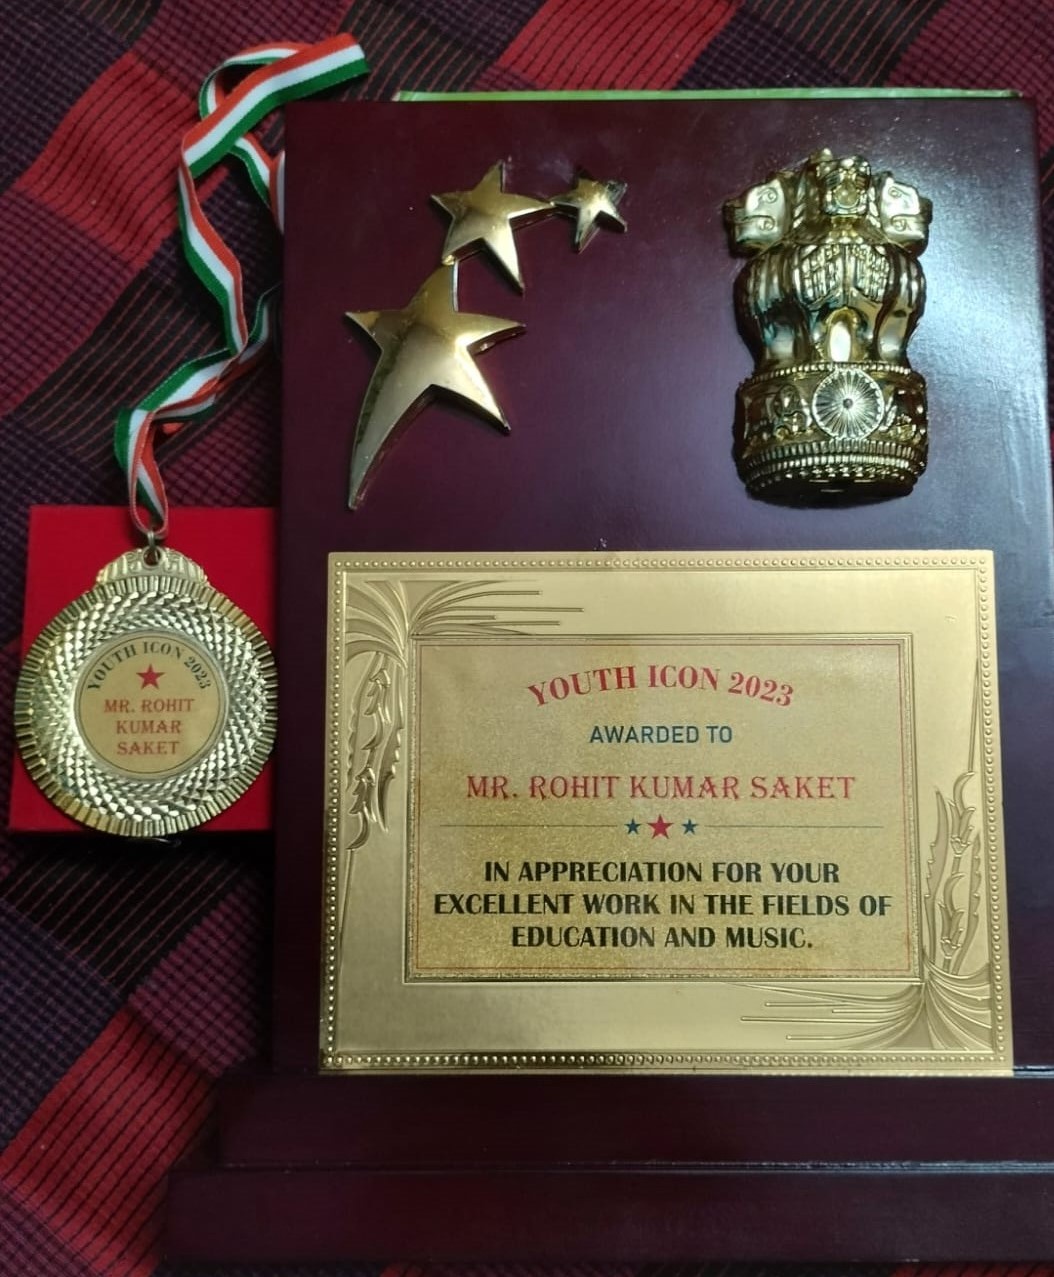 YOUTH ICON 2023
MR. ROHIT
KUMAR
SAKET
YOUTH ICON 2023
AWARDED TO
MR. ROHIT KUMAR SAKET
IN APPRECIATION FOR YOUR
EXCELLENT WORK IN THE FIELDS OF
EDUCATION AND MUSIC.